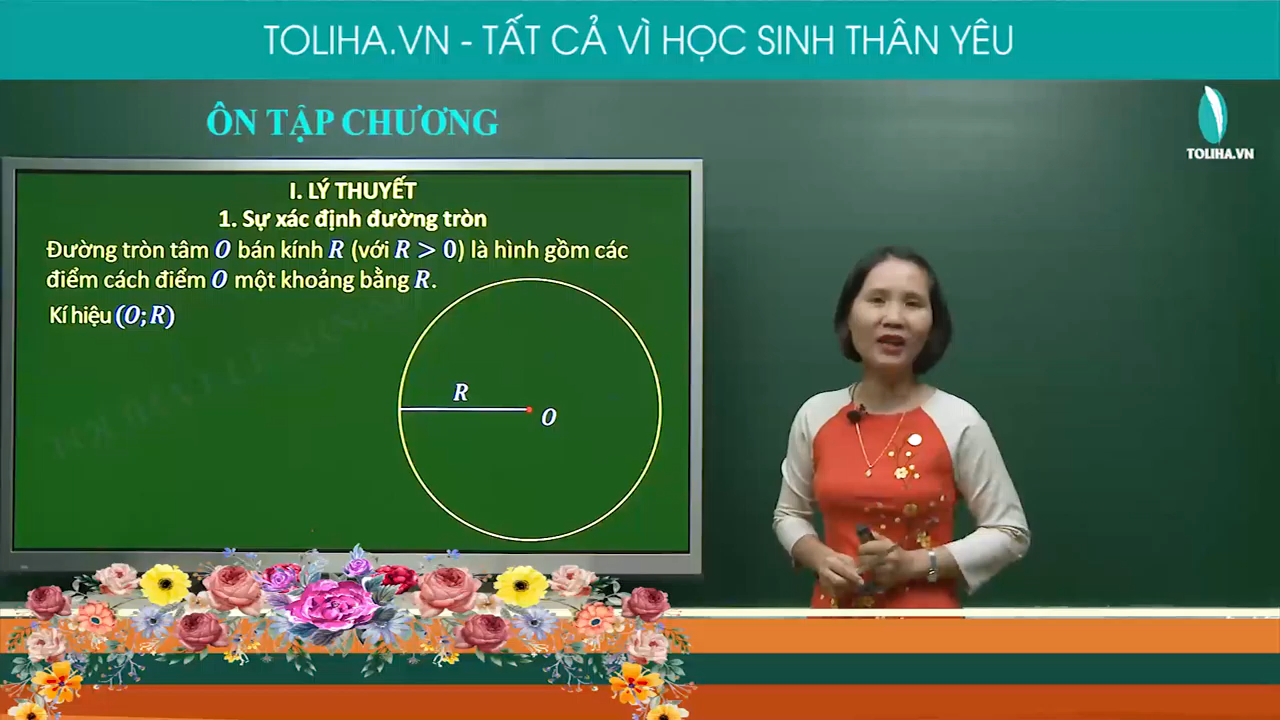 TOLIHA.VN - TẤT CẢ VÌ HỌC SINH THÂN YÊU
ÔN TẬP CHƯƠNG
TOLIHA.VN
I. LÝ THUYẾT
1. Sự xác định đường tròn
Đường tròn tâm O bán kính R (với R > 0) là hình gồm các
điểm cách điểm O một khoảng bằng R.
Kí hiệu (O; R)
R
O